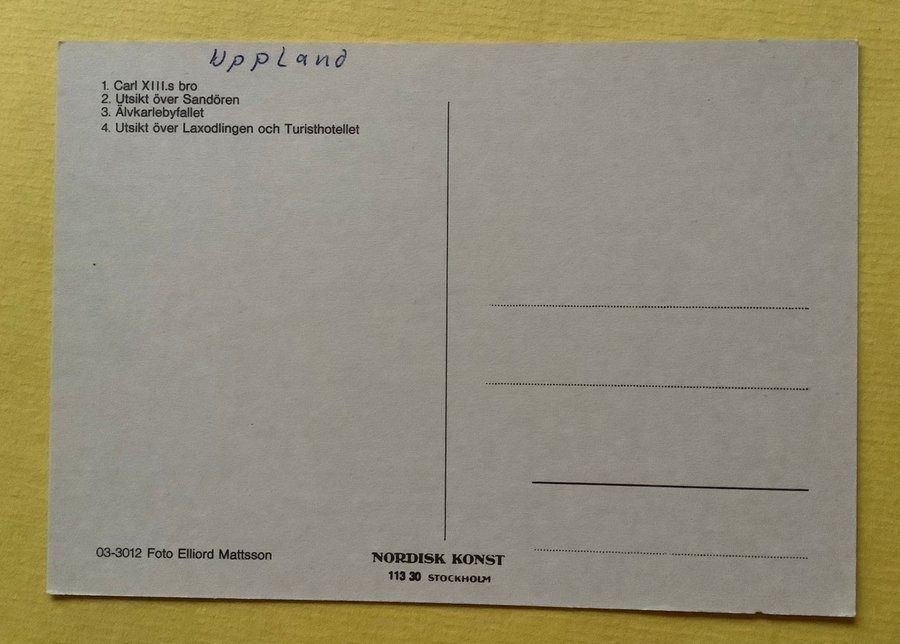 Uppland
1. Carl XIII.s bro
2. Utsikt över Sandören
3. Älvkarlebyfallet
4. Utsikt över Laxodlingen och Turisthotellet
03-3012 Foto Elliord Mattsson
NORDISK KONST
113 30 STOCKHOLM